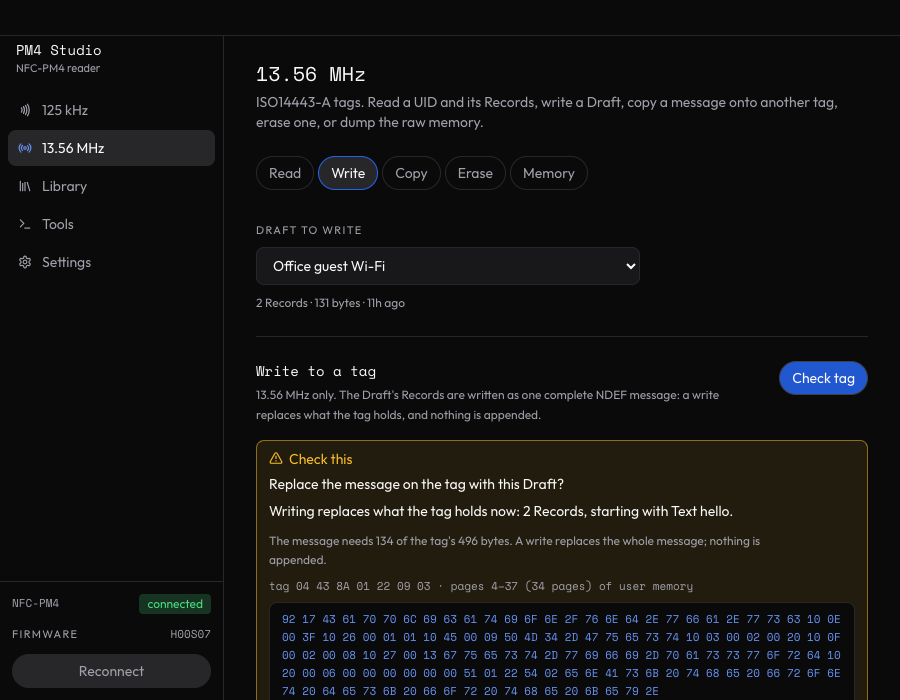 PM4 Studio
NFC-PM4 reader
125 kHz
13.56 MHz
Library
Tools
Settings
NFC-PM4
connected
FIRMWARE
H00S07
Reconnect
13.56 MHz
ISO14443-A tags. Read a UID and its Records, write a Draft, copy a message onto another tag,
erase one, or dump the raw memory.
Read
Write
Copy
Erase
Memory
DRAFT TO WRITE
Office guest Wi-Fi
2 Records · 131 bytes · 11h ago
Write to a tag
13.56 MHz only. The Draft's Records are written as one complete NDEF message: a write
replaces what the tag holds, and nothing is appended.
Check tag
Check this
Replace the message on the tag with this Draft?
Writing replaces what the tag holds now: 2 Records, starting with Text hello.
The message needs 134 of the tag's 496 bytes. A write replaces the whole message; nothing is
appended.
tag 04 43 8A 01 22 09 03 · pages 4–37 (34 pages) of user memory
92 17 43 61 70 70 6C 69 63 61 74 69 6F 6E 2F 76 6E 64 2E 77 66 61 2E 77 73 63 10 0E
00 3F 10 26 00 01 01 10 45 00 09 50 4D 34 2D 47 75 65 73 74 10 03 00 02 00 20 10 0F
00 02 00 08 10 27 00 13 67 75 65 73 74 2D 77 69 66 69 2D 70 61 73 73 77 6F 72 64 10
20 00 06 00 00 00 00 00 00 51 01 22 54 02 65 6E 41 73 6B 20 74 68 65 20 66 72 6F 6E
74 20 64 65 73 6B 20 66 6F 72 20 74 68 65 20 6B 65 79 2E